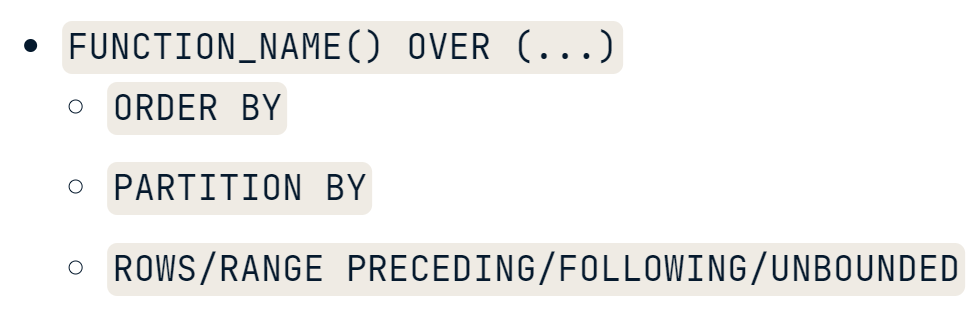 FUNCTION_NAME() OVER (...)
ORDER BY
PARTITION BY
ROWS/RANGE PRECEDING/FOLLOWING/UNBOUNDED